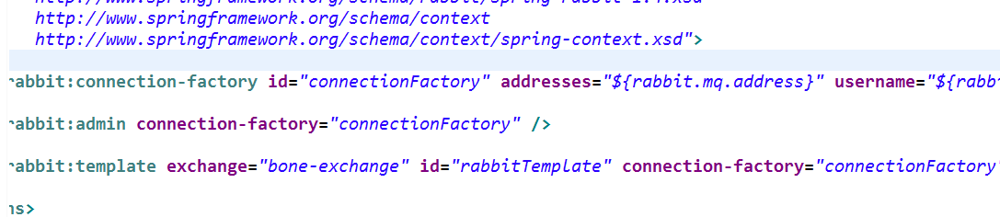 http://www.springframework.org/schema/context
http://www.springframework.org/schema/context/spring-context.xsd">
rabbit:connection-factory id="connectionFactory" addresses="${rabbit.mq.address}" username="${rabb
rabbit:admin connection-factory="connectionFactory" />
rabbit:template exchange="bone-exchange" id="rabbitTemplate" connection-factory="connectionFactory"
ns>